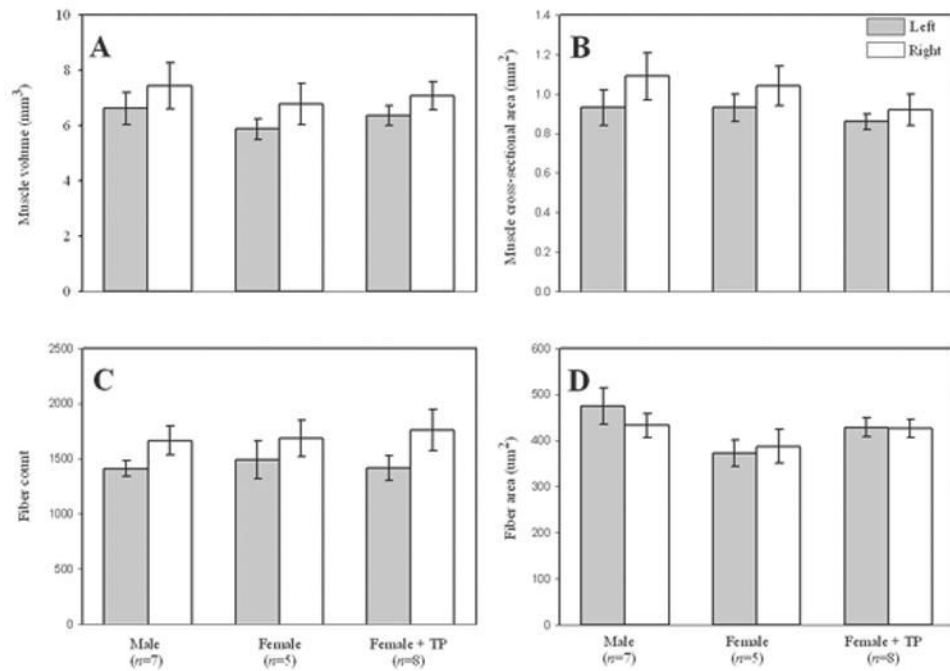 A
Muscle volume (mm³)
10
8
6
4
2
0
B
Muscle cross-sectional area (mm²)
1.4
1.2
1.0
0.8
0.6
0.4
0.2
0.0
Left
Right
C
Fiber count
2500
2000
1500
1000
500
0
Male
(n=7)
Female
(n=5)
Female + TP
(n=8)
D
Fiber area (um²)
600
500
400
300
200
100
0
Male
(n=7)
Female
(n=5)
Female + TP
(n=8)